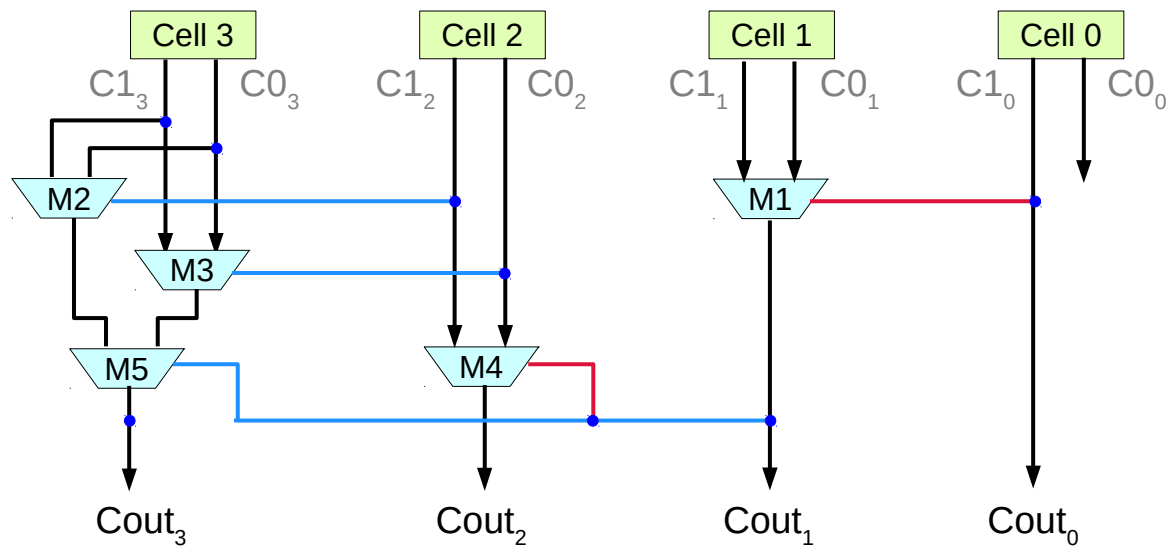 Cell 3 Cell 2 Cell 1 Cell 0
C1₃ C0₃ C1₂ C0₂ C1₁ C0₁ C1₀ C0₀
M2 M1
M3
M5 M4
Cout₃ Cout₂ Cout₁ Cout₀